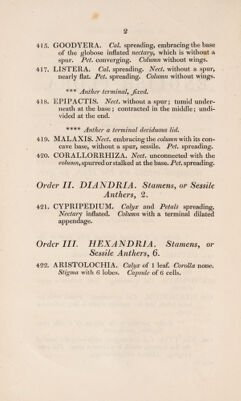 2
415. GOODYERA. Cal. spreading, embracing the base
of the globose inflated nectary, which is without a
spur. Pet. converging. Column without wings.
417. LISTERA. Cal. spreading. Nect. without a spur,
nearly flat. Pet. spreading. Column without wings.
*** Anther terminal, fixed.
418. EPIPACTIS. Nect. without a spur; tumid under-
neath at the base; contracted in the middle; undi-
vided at the end.
**** Anther a terminal deciduous lid.
419. MALAXIS. Nect. embracing the column with its con-
cave base, without a spur, sessile. Pet. spreading.
420. CORALLORRHIZA. Nect. unconnected with the
column, spurred or stalked at the base. Pet. spreading.
Order II. DIANDRIA. Stamens, or Sessile
Anthers, 2.
421. CYPRIPEDIUM. Calyx and Petals spreading.
Nectary inflated. Column with a terminal dilated
appendage.
Order III. HEXANDRIA. Stamens, or
Sessile Anthers, 6.
422. ARISTOLOCHIA. Calyx of 1 leaf. Corolla none.
Stigma with 6 lobes. Capsule of 6 cells.